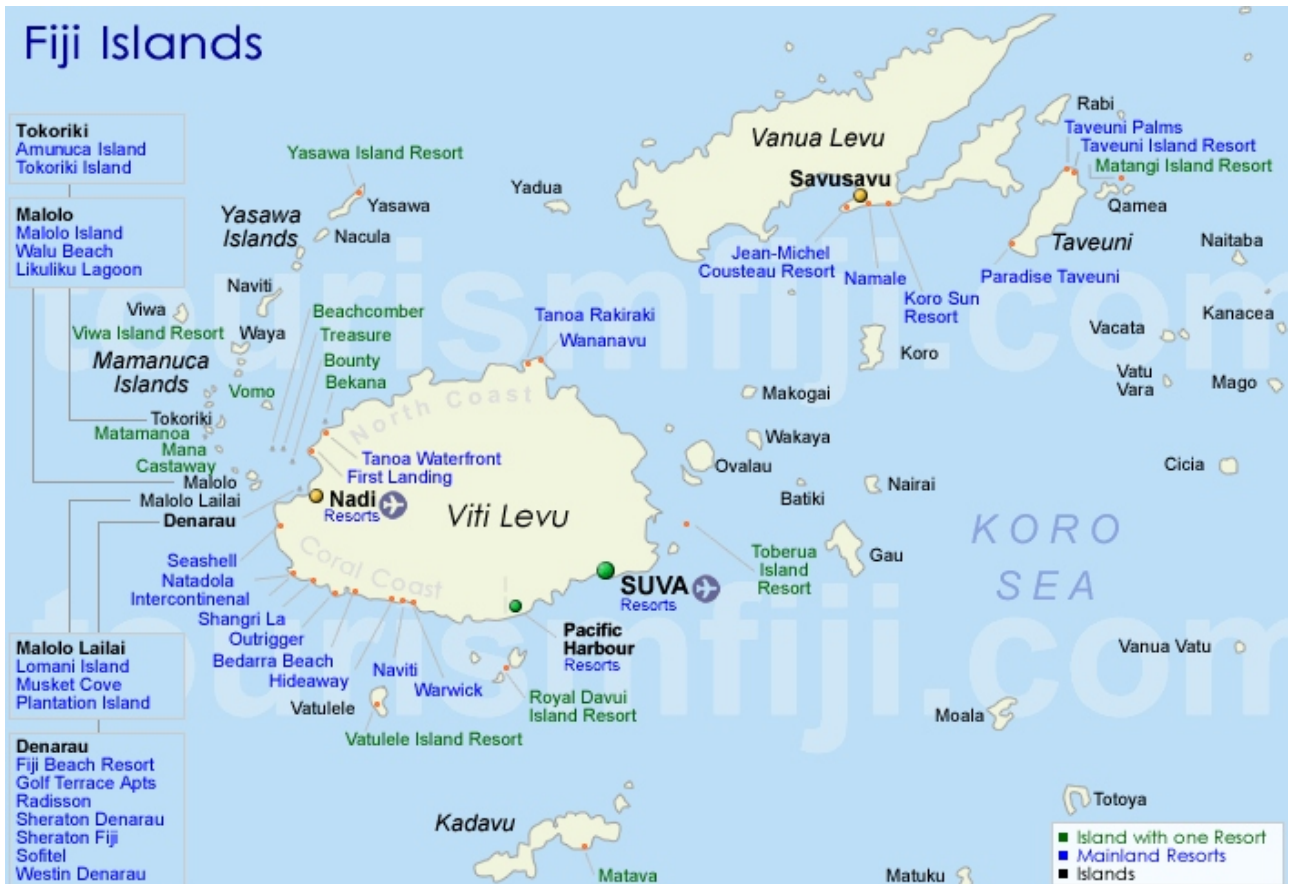 Fiji Islands
Tokoriki
Amunuca Island
Tokoriki Island
Malolo
Malolo Island
Walu Beach
Likuliku Lagoon
Yasawa Island Resort
Yasawa
Yasawa
Islands
Nacula
Naviti
Viwa
Viwa Island Resort
Waya
Mamanuca
Islands
Vomo
Beachcomber
Treasure
Bounty
Bekana
Tokoriki
Matamanoa
Mana
Castaway
Malolo
Malolo Lailai
Denarau
Yadua
Vanua Levu
Savusavu
Jean-Michel
Cousteau Resort
Namale
Koro Sun
Resort
Rabi
Taveuni Palms
Taveuni Island Resort
Matangi Island Resort
Qamea
Taveuni
Paradise Taveuni
Naitaba
Kanacea
Vacata
Vatu
Vara
Mago
Cicia
Tanoa Rakiraki
Wananavu
North Coast
Tanoa Waterfront
First Landing
Nadi
Resorts
Viti Levu
Coral Coast
SUVA
Resorts
Pacific
Harbour
Resorts
Koro
Makogai
Wakaya
Ovalau
Batiki
Nairai
Gau
Toberua
Island
Resort
KORO
SEA
Seashell
Natadola
Intercontinenal
Shangri La
Outrigger
Bedarra Beach
Hideaway
Naviti
Warwick
Vatulele
Vatulele Island Resort
Royal Davui
Island Resort
Malolo Lailai
Lomani Island
Musket Cove
Plantation Island
Denarau
Fiji Beach Resort
Golf Terrace Apts
Radisson
Sheraton Denarau
Sheraton Fiji
Sofitel
Westin Denarau
Kadavu
Matava
Vanua Vatu
Moala
Totoya
Matuku
Island with one Resort
Mainland Resorts
Islands
tourismfiji.com
tourismfiji.com